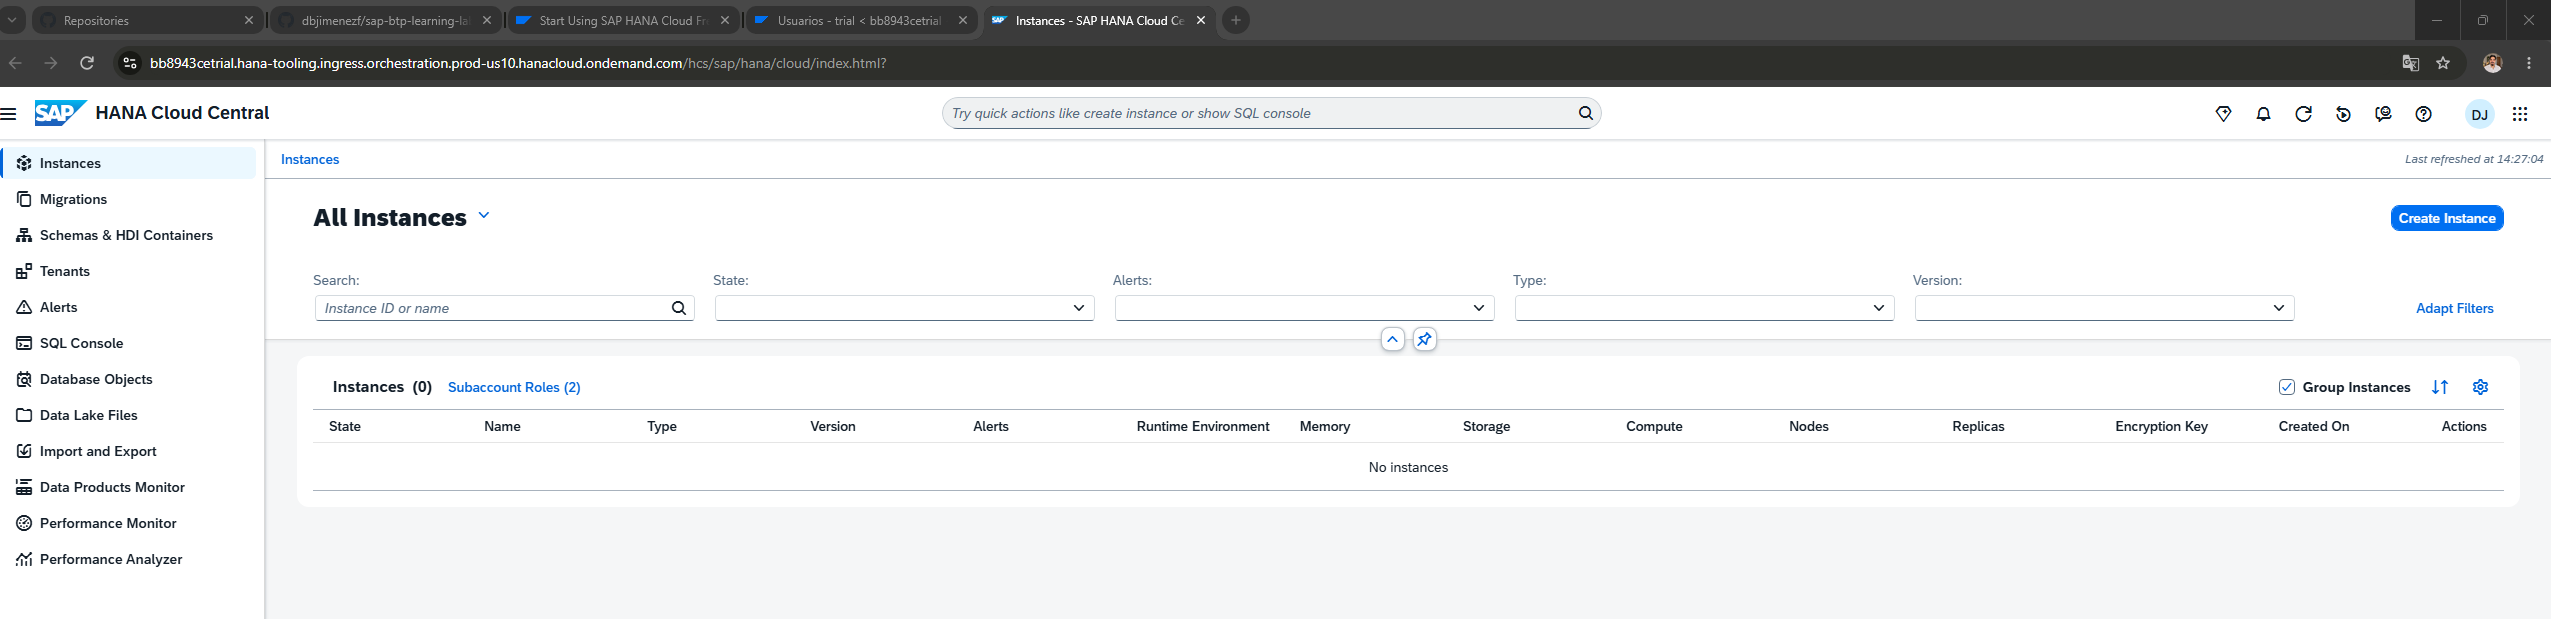 Repositories
dbjimenezf/sap-btp-learning-la
Start Using SAP HANA Cloud Fr
Usuarios - trial < bb8943cetrial
Instances - SAP HANA Cloud Ce
bb8943cetrial.hana-tooling.ingress.orchestration.prod-us10.hanacloud.ondemand.com/hcs/sap/hana/cloud/index.html?
SAP HANA Cloud Central
Try quick actions like create instance or show SQL console
DJ
Instances
Migrations
Schemas & HDI Containers
Tenants
Alerts
SQL Console
Database Objects
Data Lake Files
Import and Export
Data Products Monitor
Performance Monitor
Performance Analyzer
Instances
Last refreshed at 14:27:04
All Instances
Create Instance
Search: State: Alerts: Type: Version:
Instance ID or name
Adapt Filters
Instances (0) Subaccount Roles (2)
Group Instances
State Name Type Version Alerts Runtime Environment Memory Storage Compute Nodes Replicas Encryption Key Created On Actions
No instances